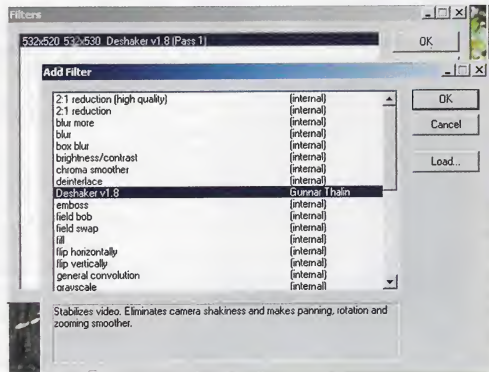 Filters
532x520 532x530 Deshaker v1.8 (Pass 1)
OK
Add Filter
2:1 reduction (high quality) (internal)
2:1 reduction (internal)
blur more (internal)
blur (internal)
box blur (internal)
brightness/contrast (internal)
chroma smoother (internal)
deinterlace (internal)
Deshaker v1.8 Gunnar Thalin
emboss (internal)
field bob (internal)
field swap (internal)
fill (internal)
flip horizontally (internal)
flip vertically (internal)
general convolution (internal)
grayscale (internal)
OK
Cancel
Load...
Stabilizes video. Eliminates camera shakiness and makes panning, rotation and
zooming smoother.